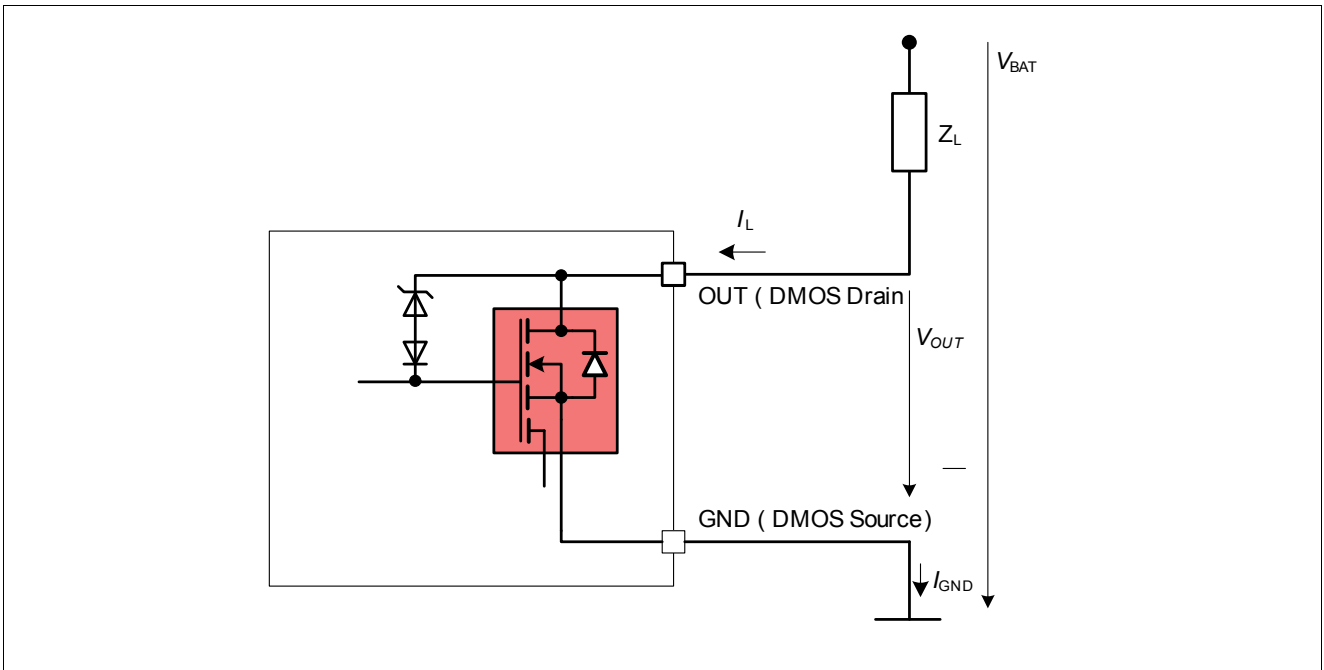 VBAT
ZL
IL
OUT ( DMOS Drain
VOUT
GND ( DMOS Source)
IGND